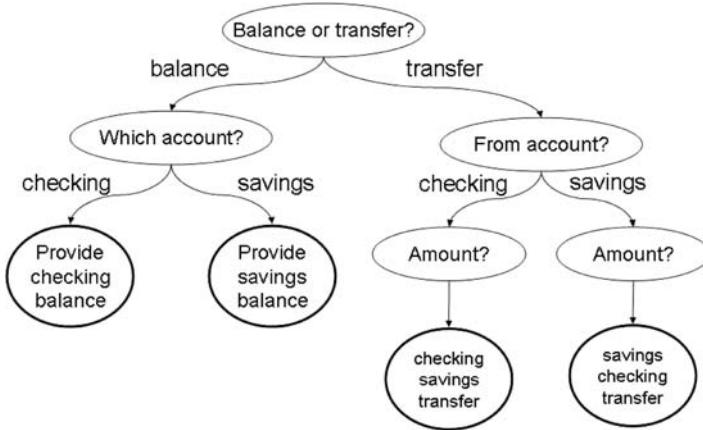 Balance or transfer?
balance
transfer
Which account?
From account?
checking
savings
checking
savings
Provide
checking
balance
Provide
savings
balance
Amount?
Amount?
checking
savings
transfer
savings
checking
transfer